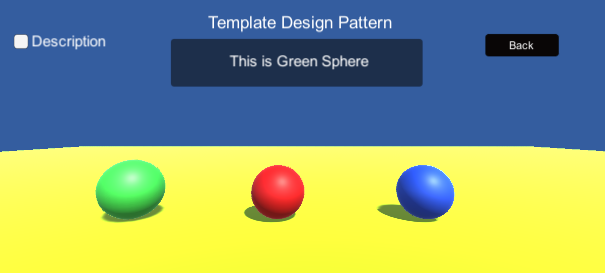 Template Design Pattern
Description
This is Green Sphere
Back